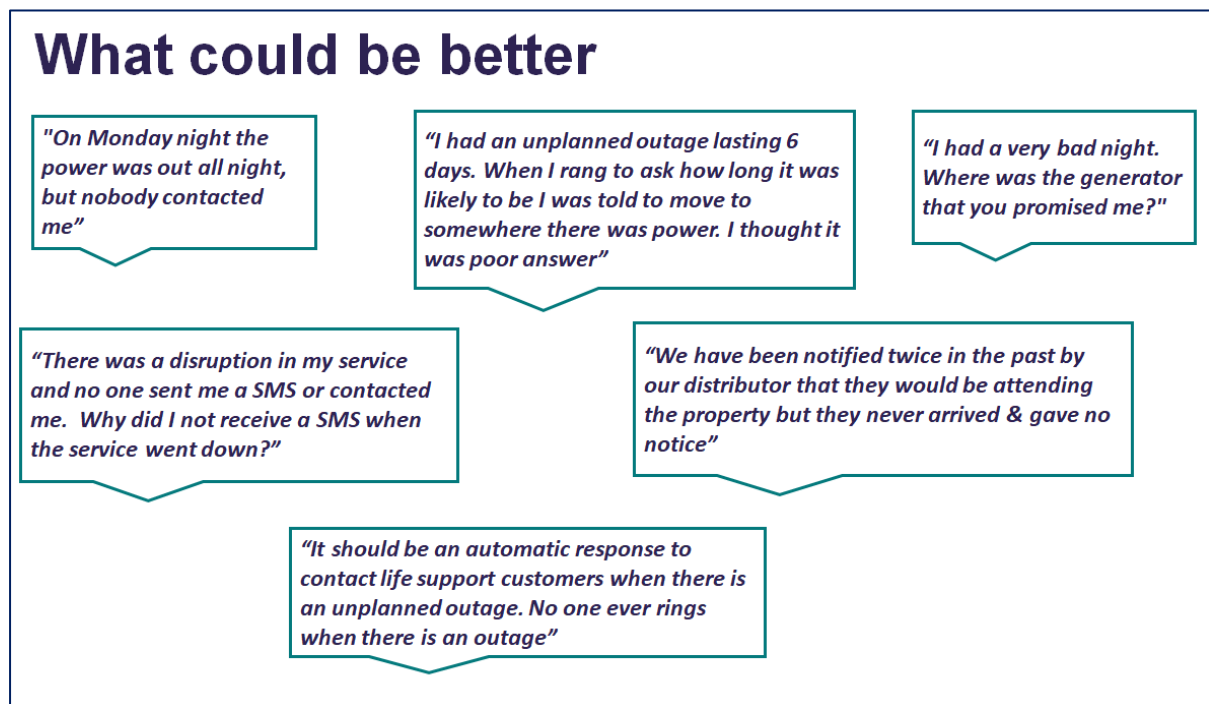 What could be better
"On Monday night the
power was out all night,
but nobody contacted
me”
“I had an unplanned outage lasting 6
days. When I rang to ask how long it was
likely to be I was told to move to
somewhere there was power. I thought it
was poor answer”
“I had a very bad night.
Where was the generator
that you promised me?"
“There was a disruption in my service
and no one sent me a SMS or contacted
me.  Why did I not receive a SMS when
the service went down?”
“We have been notified twice in the past by
our distributor that they would be attending
the property but they never arrived & gave no
notice”
“It should be an automatic response to
contact life support customers when there is
an unplanned outage. No one ever rings
when there is an outage”